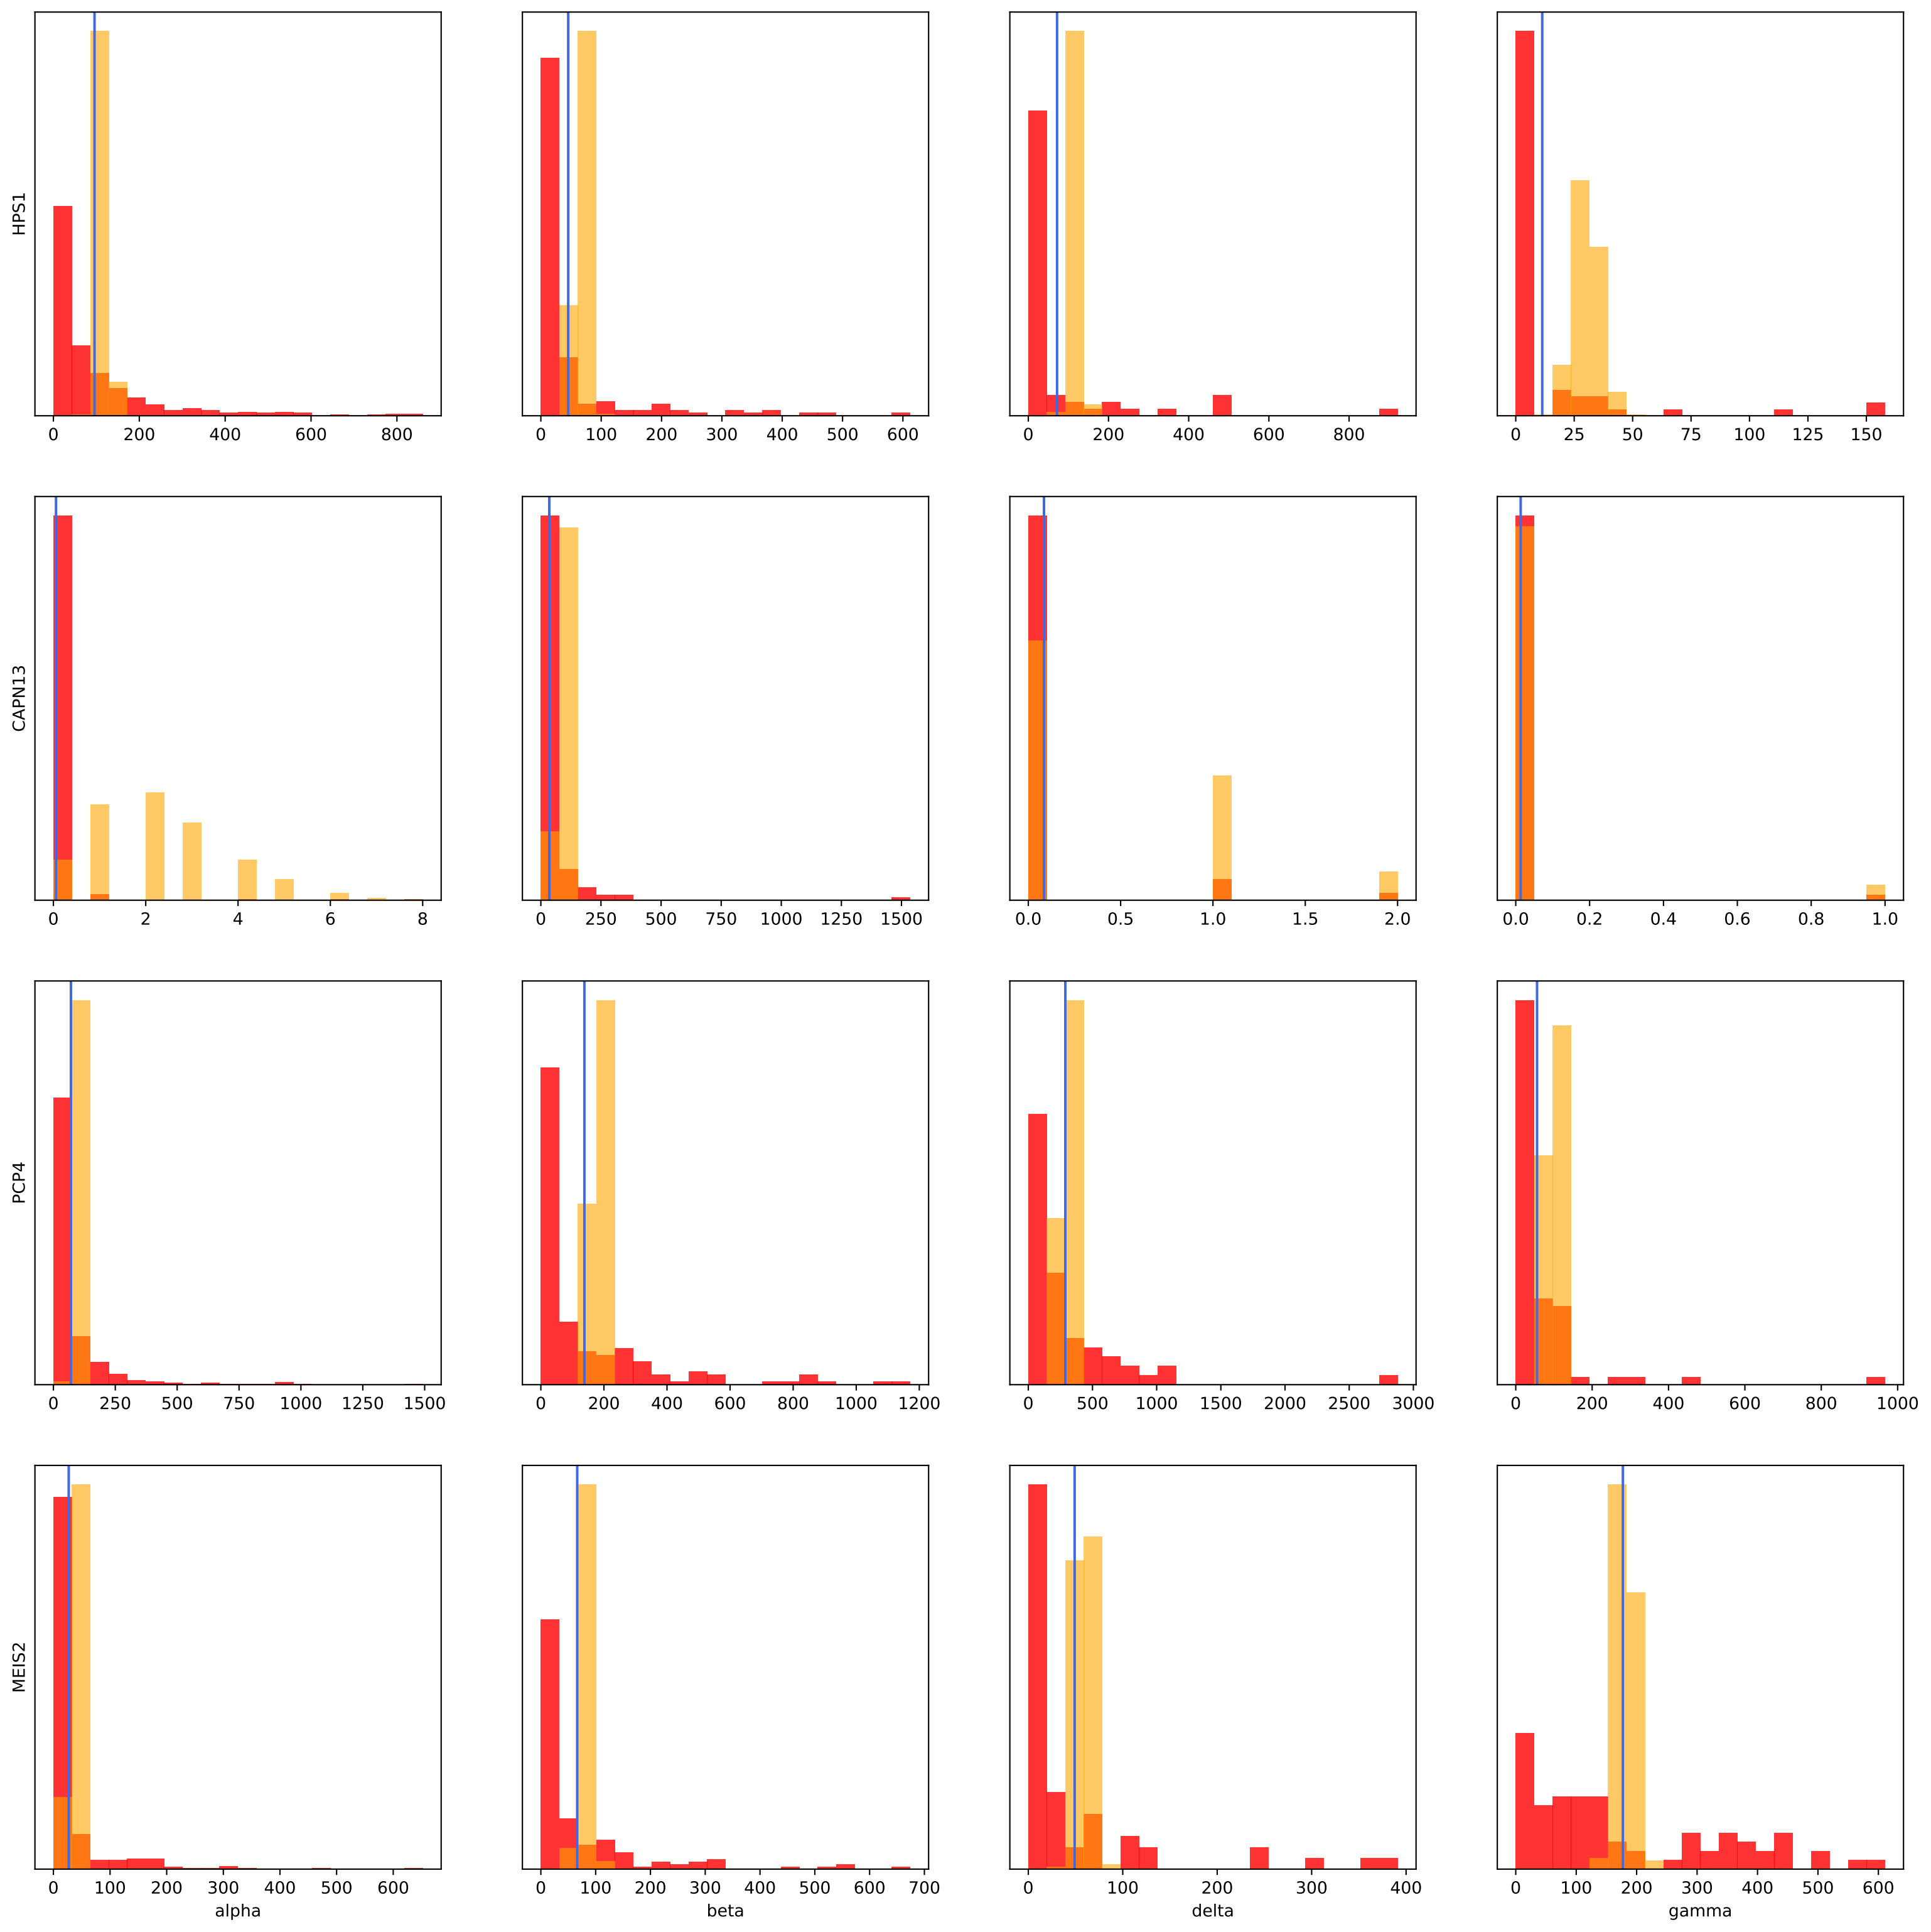 HPS1
0 200 400 600 800
0 100 200 300 400 500 600
0 200 400 600 800
0 25 50 75 100 125 150
CAPN13
0 2 4 6 8
0 250 500 750 1000 1250 1500
0.0 0.5 1.0 1.5 2.0
0.0 0.2 0.4 0.6 0.8 1.0
PCP4
0 250 500 750 1000 1250 1500
0 200 400 600 800 1000 1200
0 500 1000 1500 2000 2500 3000
0 200 400 600 800 1000
MEIS2
0 100 200 300 400 500 600
alpha
0 100 200 300 400 500 600 700
beta
0 100 200 300 400
delta
0 100 200 300 400 500 600
gamma